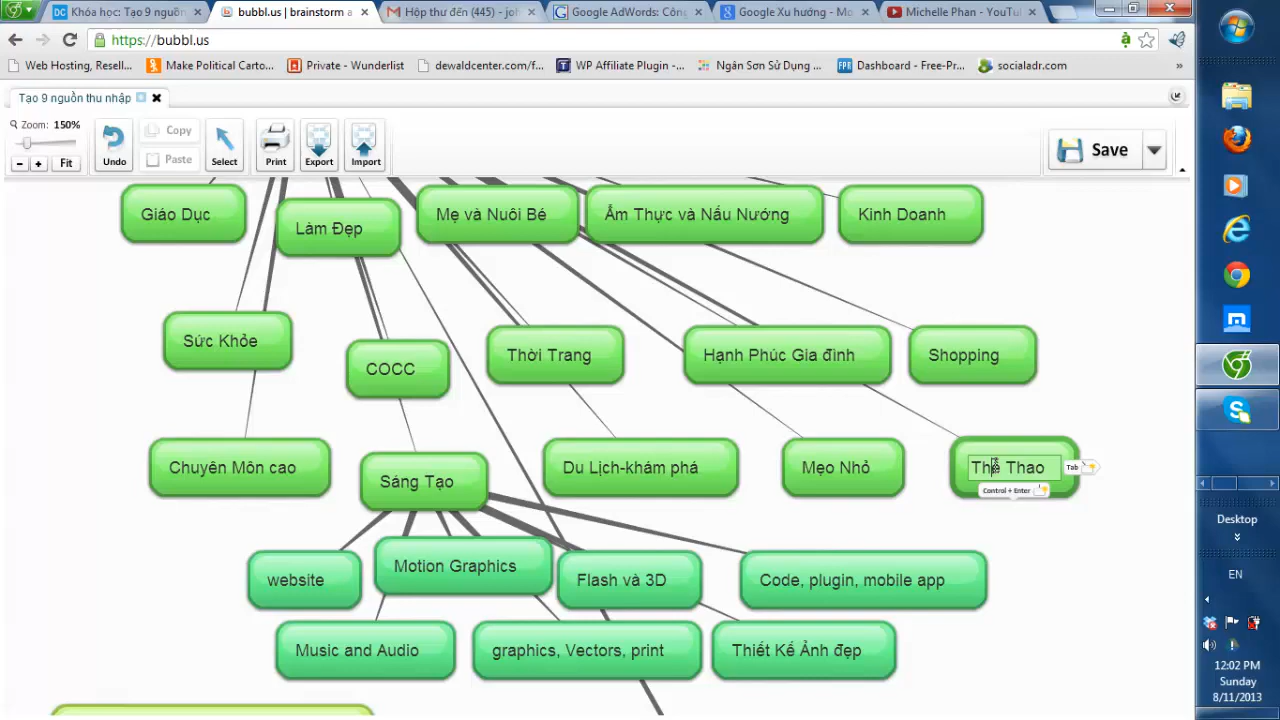 Khóa học: Tạo 9 nguồn
bubbl.us | brainstorm a
Hộp thư đến (445) - joh
Google AdWords: Công
Google Xu hướng - Mo
Michelle Phan - YouTu
https://bubbl.us
Web Hosting, Resell...
Make Political Carto...
Private - Wunderlist
dewaldcenterpro...f...
WP Affiliate Plugin -...
Ngán Sơn Sử Dụng ...
Dashboard - Free-Pr...
socialadr.com
»
Tạo 9 nguồn thu nhập
Zoom: 150%
- + Fit
Undo
Copy
Paste
Select
Print
Export
Import
Save
Giáo Dục
Làm Đẹp
Mẹ và Nuôi Bé
Ẩm Thực và Nấu Nướng
Kinh Doanh
Sức Khỏe
COCC
Thời Trang
Hạnh Phúc Gia đình
Shopping
Chuyên Môn cao
Sáng Tạo
Du Lịch-khám phá
Mẹo Nhỏ
Thể Thao
Tab
Control + Enter
website
Motion Graphics
Flash và 3D
Code, plugin, mobile app
Music and Audio
graphics, Vectors, print
Thiết Kế Ảnh đẹp
Desktop
EN
12:02 PM
Sunday
8/11/2013